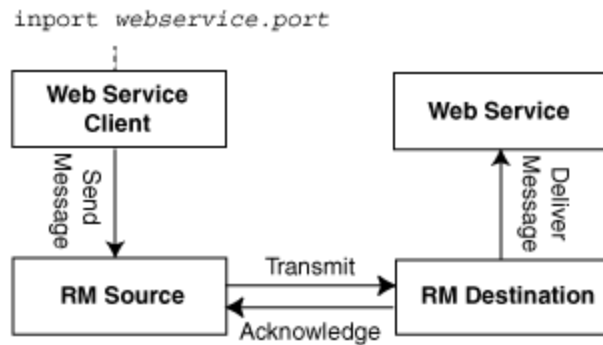 inport webservice.port
Web Service
Client
Web Service
Send
Message
Deliver
Message
RM Source
Transmit
RM Destination
Acknowledge